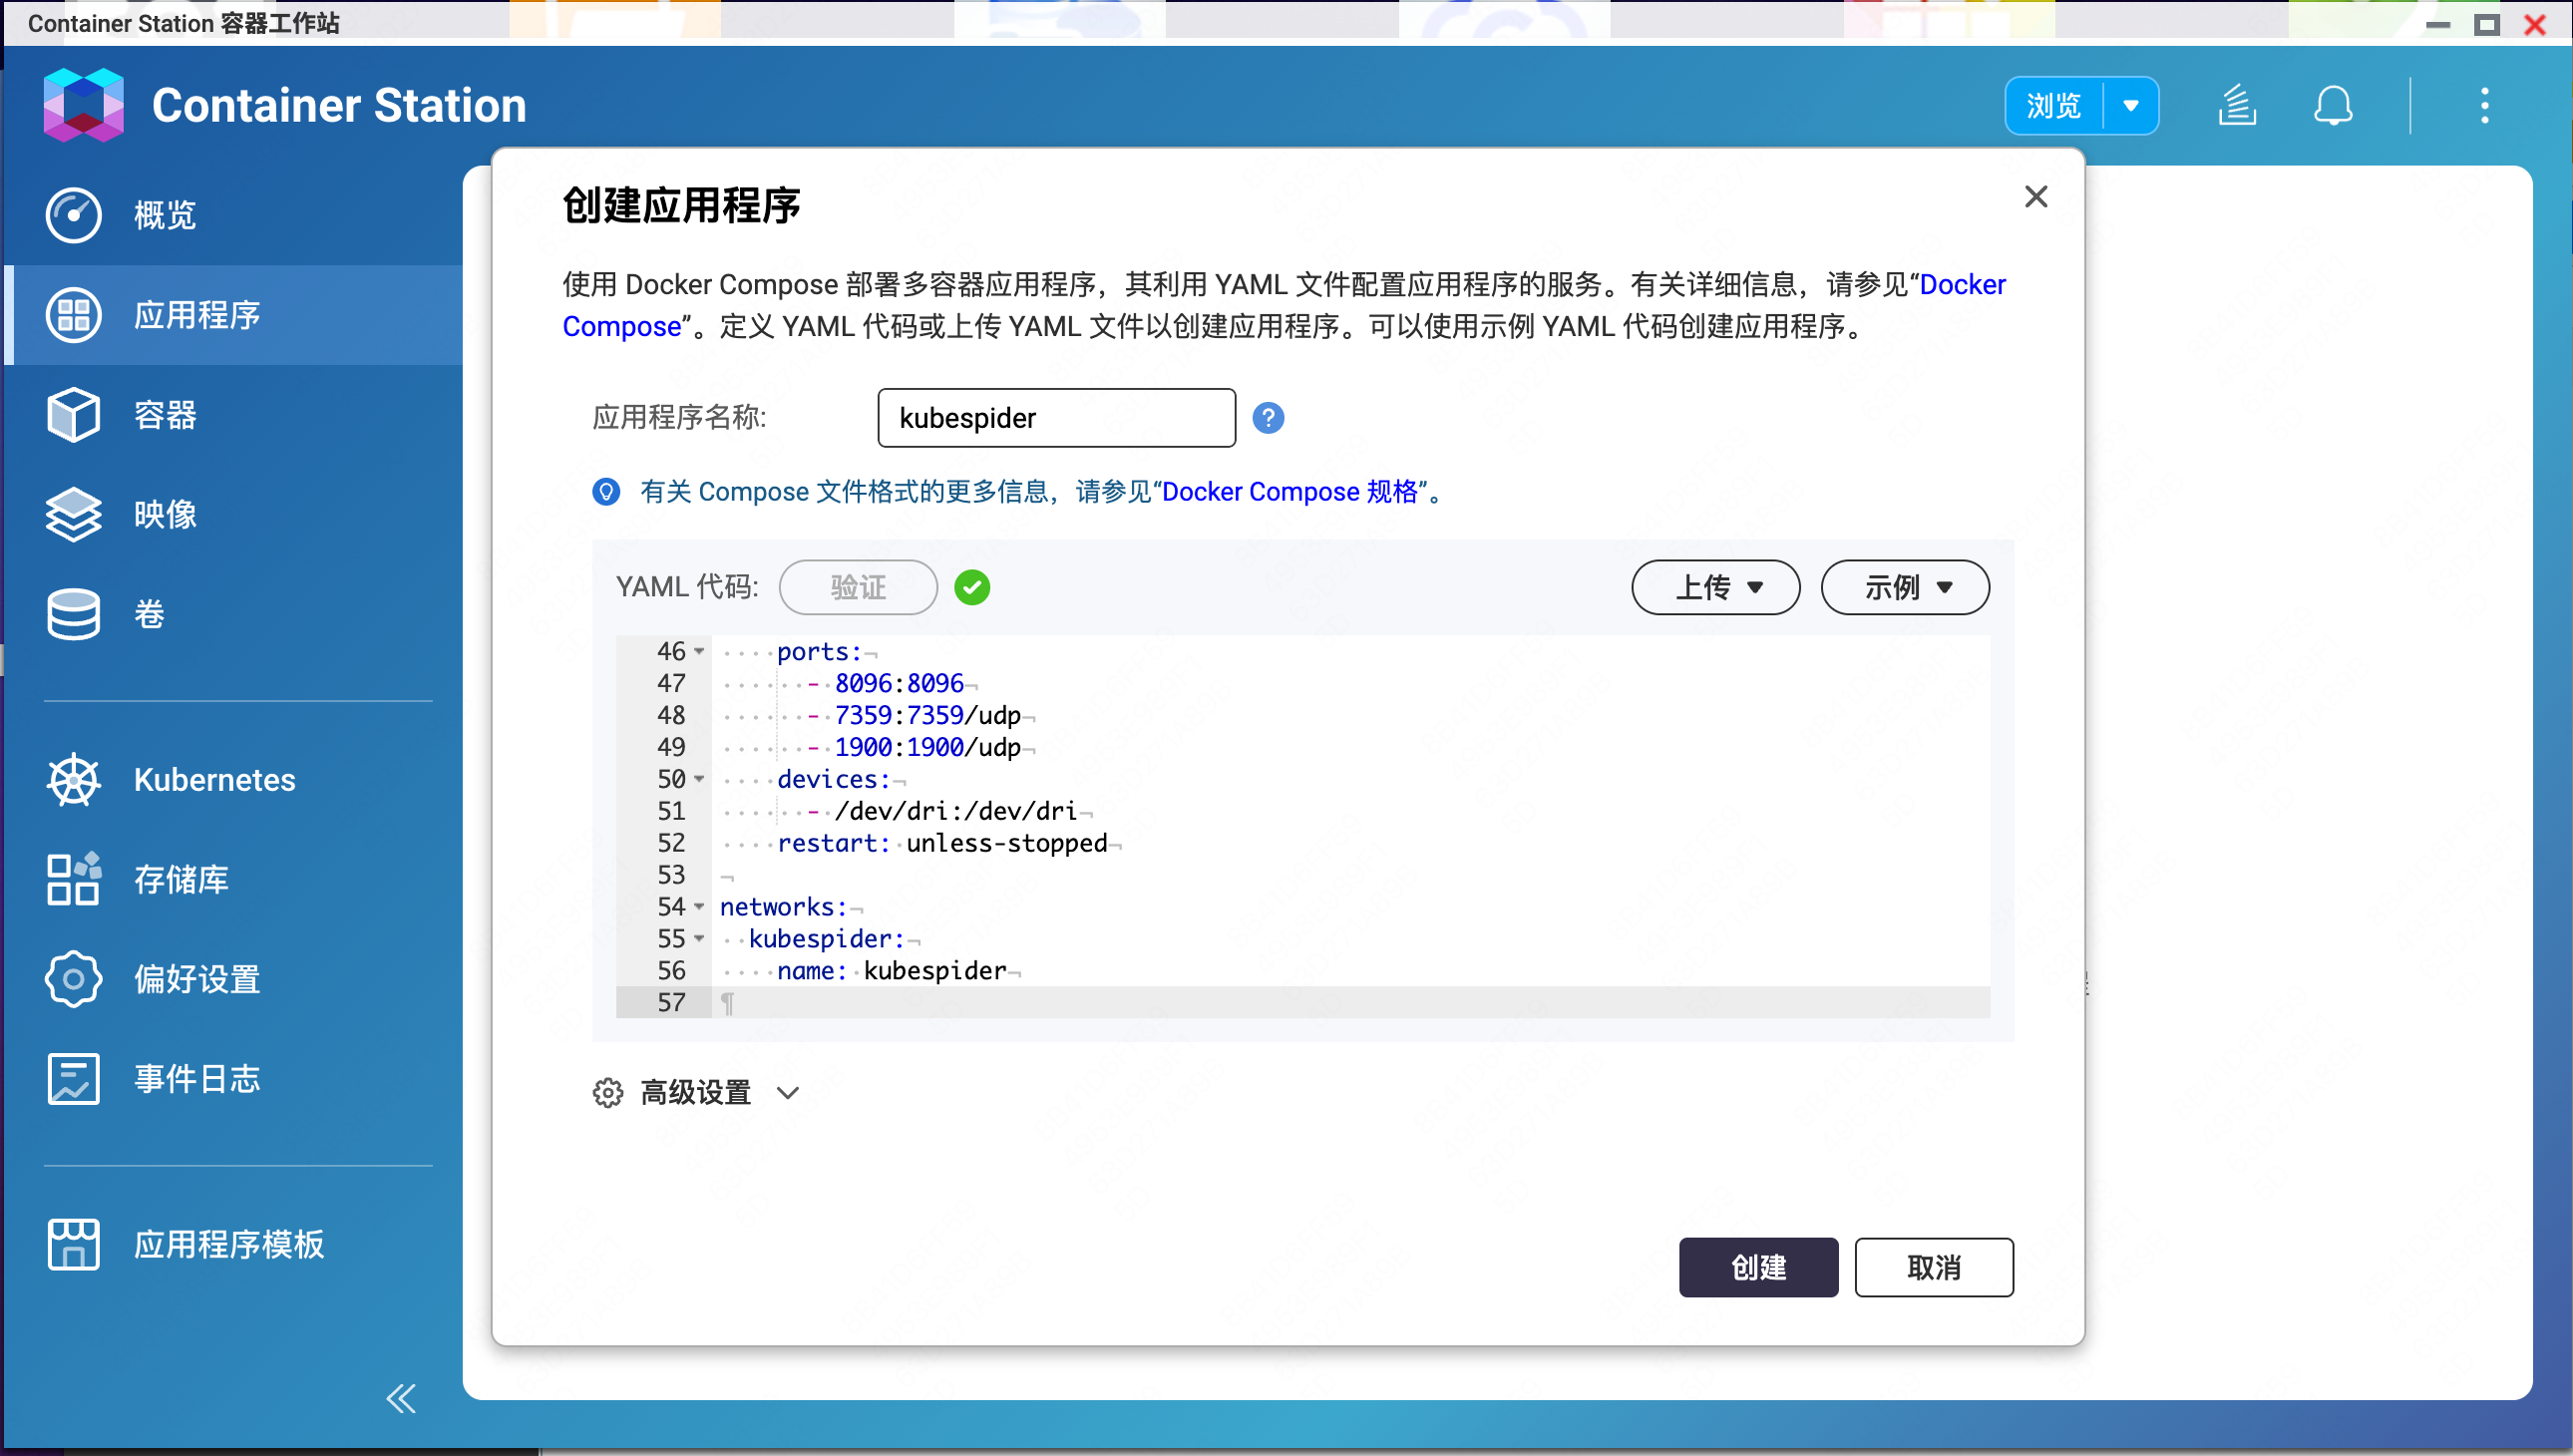 Container Station 容器工作站
Container Station
浏览
概览
应用程序
容器
映像
卷
Kubernetes
存储库
偏好设置
事件日志
应用程序模板
创建应用程序
使用 Docker Compose 部署多容器应用程序，其利用 YAML 文件配置应用程序的服务。有关详细信息，请参见“Docker
Compose”。定义 YAML 代码或上传 YAML 文件以创建应用程序。可以使用示例 YAML 代码创建应用程序。
应用程序名称: kubespider
有关 Compose 文件格式的更多信息，请参见“Docker Compose 规格”。
YAML 代码: 验证 上传 示例
46 ports:
47 - 8096:8096
48 - 7359:7359/udp
49 - 1900:1900/udp
50 devices:
51 - /dev/dri:/dev/dri
52 restart: unless-stopped
53
54 networks:
55 kubespider:
56 name: kubespider
57
高级设置
创建 取消